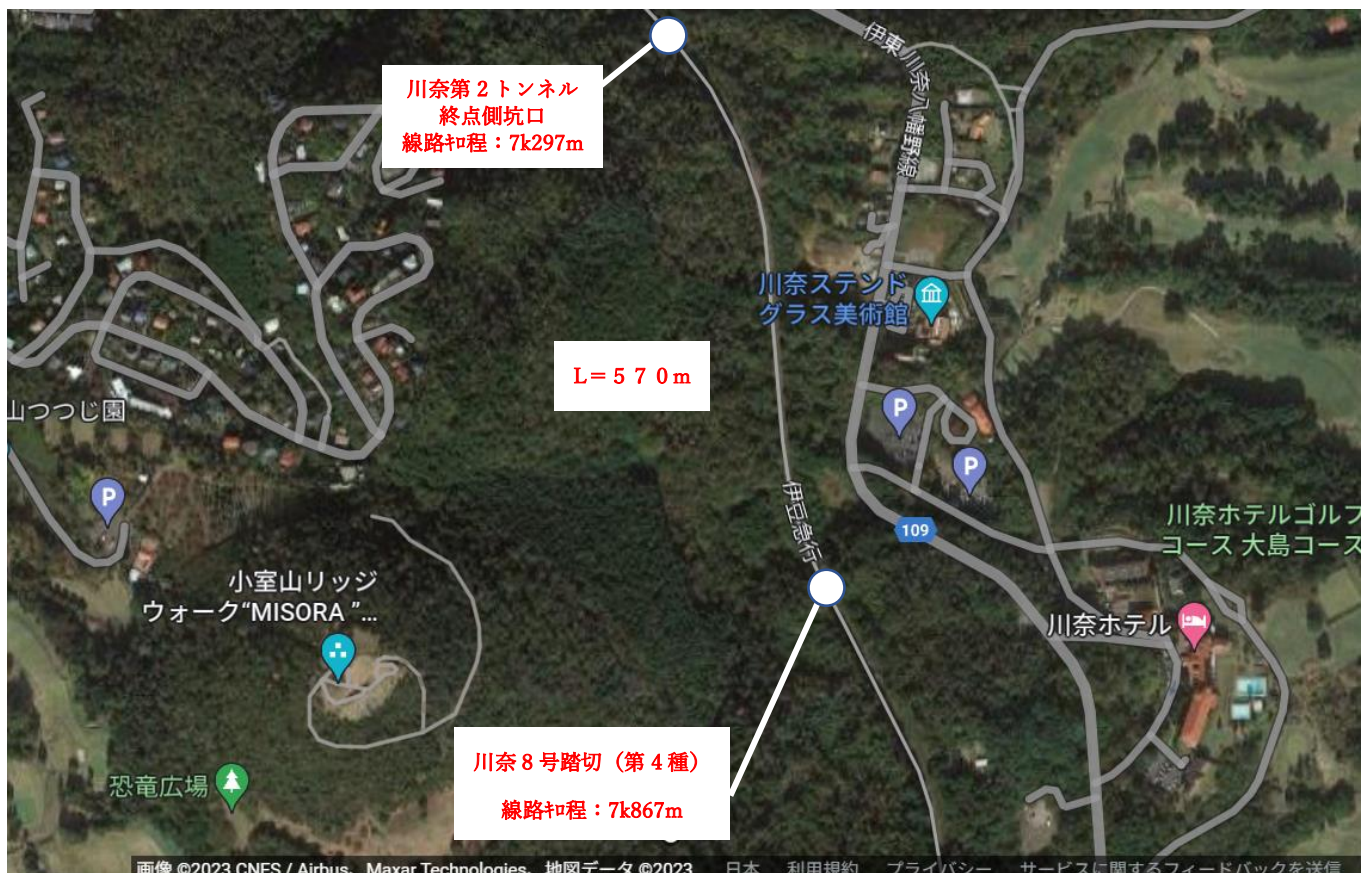 伊東川奈八幡野線
川奈第２トンネル
終点側坑口
線路㌔程：7k297m
川奈ステンド
グラス美術館
L＝５７０m
山つつじ園
P
P
P
伊豆急行
109
川奈ホテルゴルフ
コース 大島コース
小室山リッジ
ウォーク“MISORA ”...
川奈ホテル
川奈８号踏切（第４種）
線路㌔程：7k867m
恐竜広場
画像 ©2023 CNES / Airbus、Maxar Technologies、地図データ ©2023 日本 利用規約 プライバシー サービスに関するフィードバックを送信